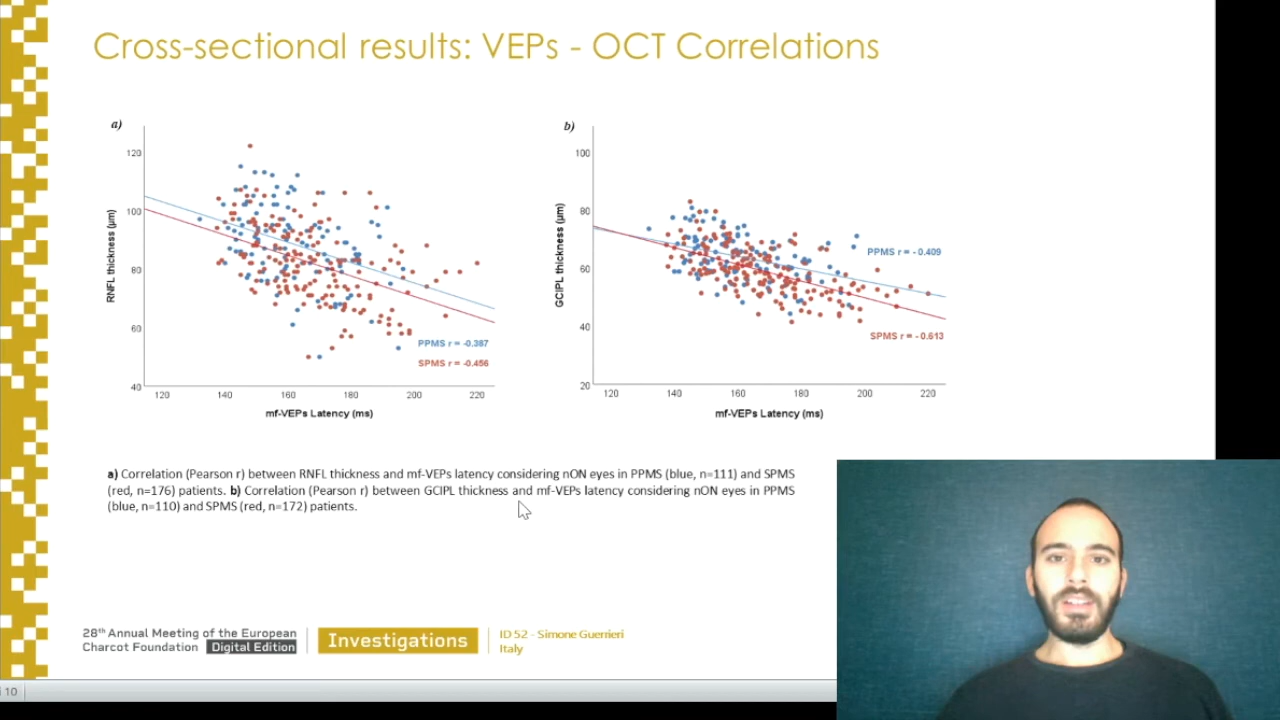 Cross-sectional results: VEPs - OCT Correlations
a)
120
100
80
60
40
RNFL thickness (µm)
120 140 160 180 200 220
mf-VEPs Latency (ms)
PPMS r = -0.387
SPMS r = -0.456
b)
100
80
60
40
20
GCIPL thickness (µm)
120 140 160 180 200 220
mf-VEPs Latency (ms)
PPMS r = - 0.409
SPMS r = - 0.613
a) Correlation (Pearson r) between RNFL thickness and mf-VEPs latency considering nON eyes in PPMS (blue, n=111) and SPMS
(red, n=176) patients. b) Correlation (Pearson r) between GCIPL thickness and mf-VEPs latency considering nON eyes in PPMS
(blue, n=110) and SPMS (red, n=172) patients.
28th Annual Meeting of the European
Charcot Foundation Digital Edition
Investigations
ID 52 - Simone Guerrieri
Italy
10